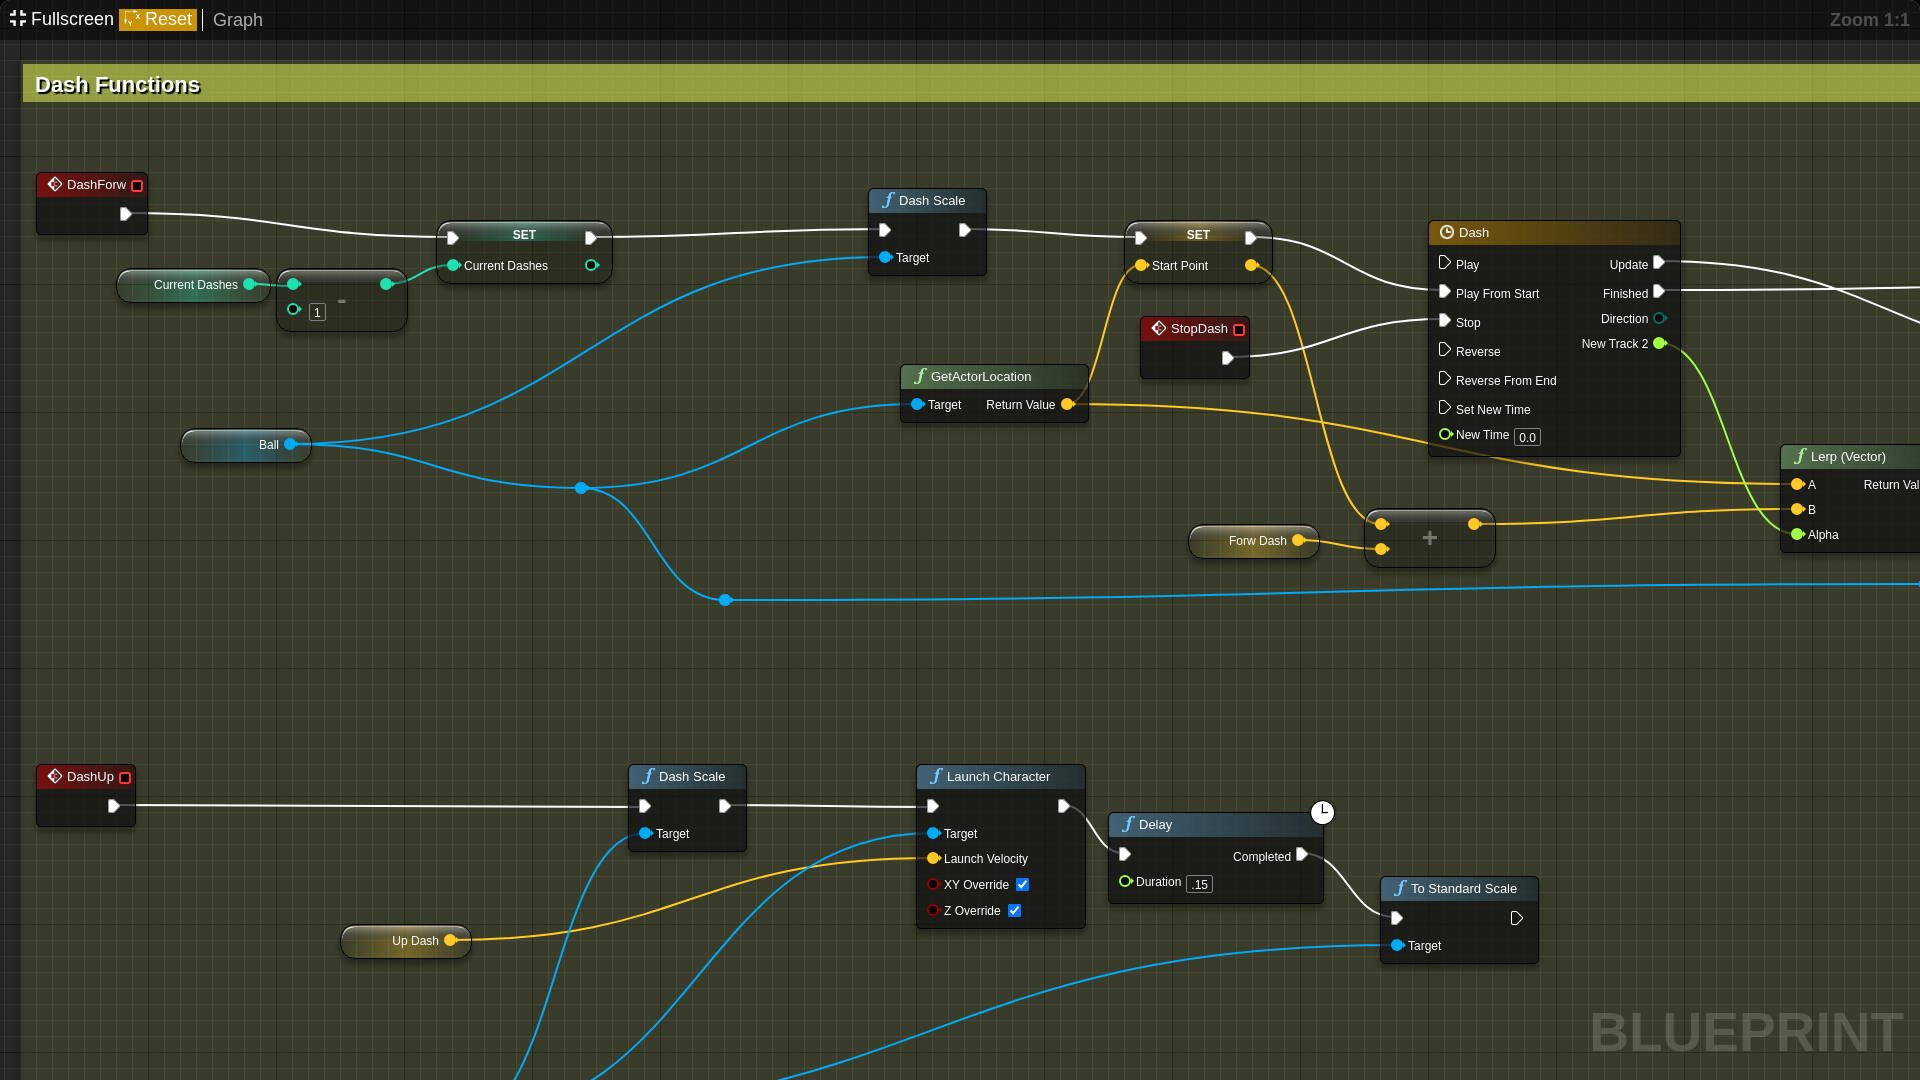 Fullscreen Reset Graph Zoom 1:1
Dash Functions
DashForw
SET
Current Dashes
Current Dashes
1 -
Dash Scale
Target
SET
Start Point
Dash
Play Update
Play From Start Finished
Stop Direction
Reverse New Track 2
Reverse From End
Set New Time
New Time 0.0
StopDash
GetActorLocation
Target Return Value
Ball
Lerp (Vector)
A Return Val
B
Alpha
Forw Dash
+
DashUp
Dash Scale
Target
Launch Character
Target
Launch Velocity
XY Override
Z Override
Delay
Completed
Duration .15
To Standard Scale
Target
Up Dash
BLUEPRINT